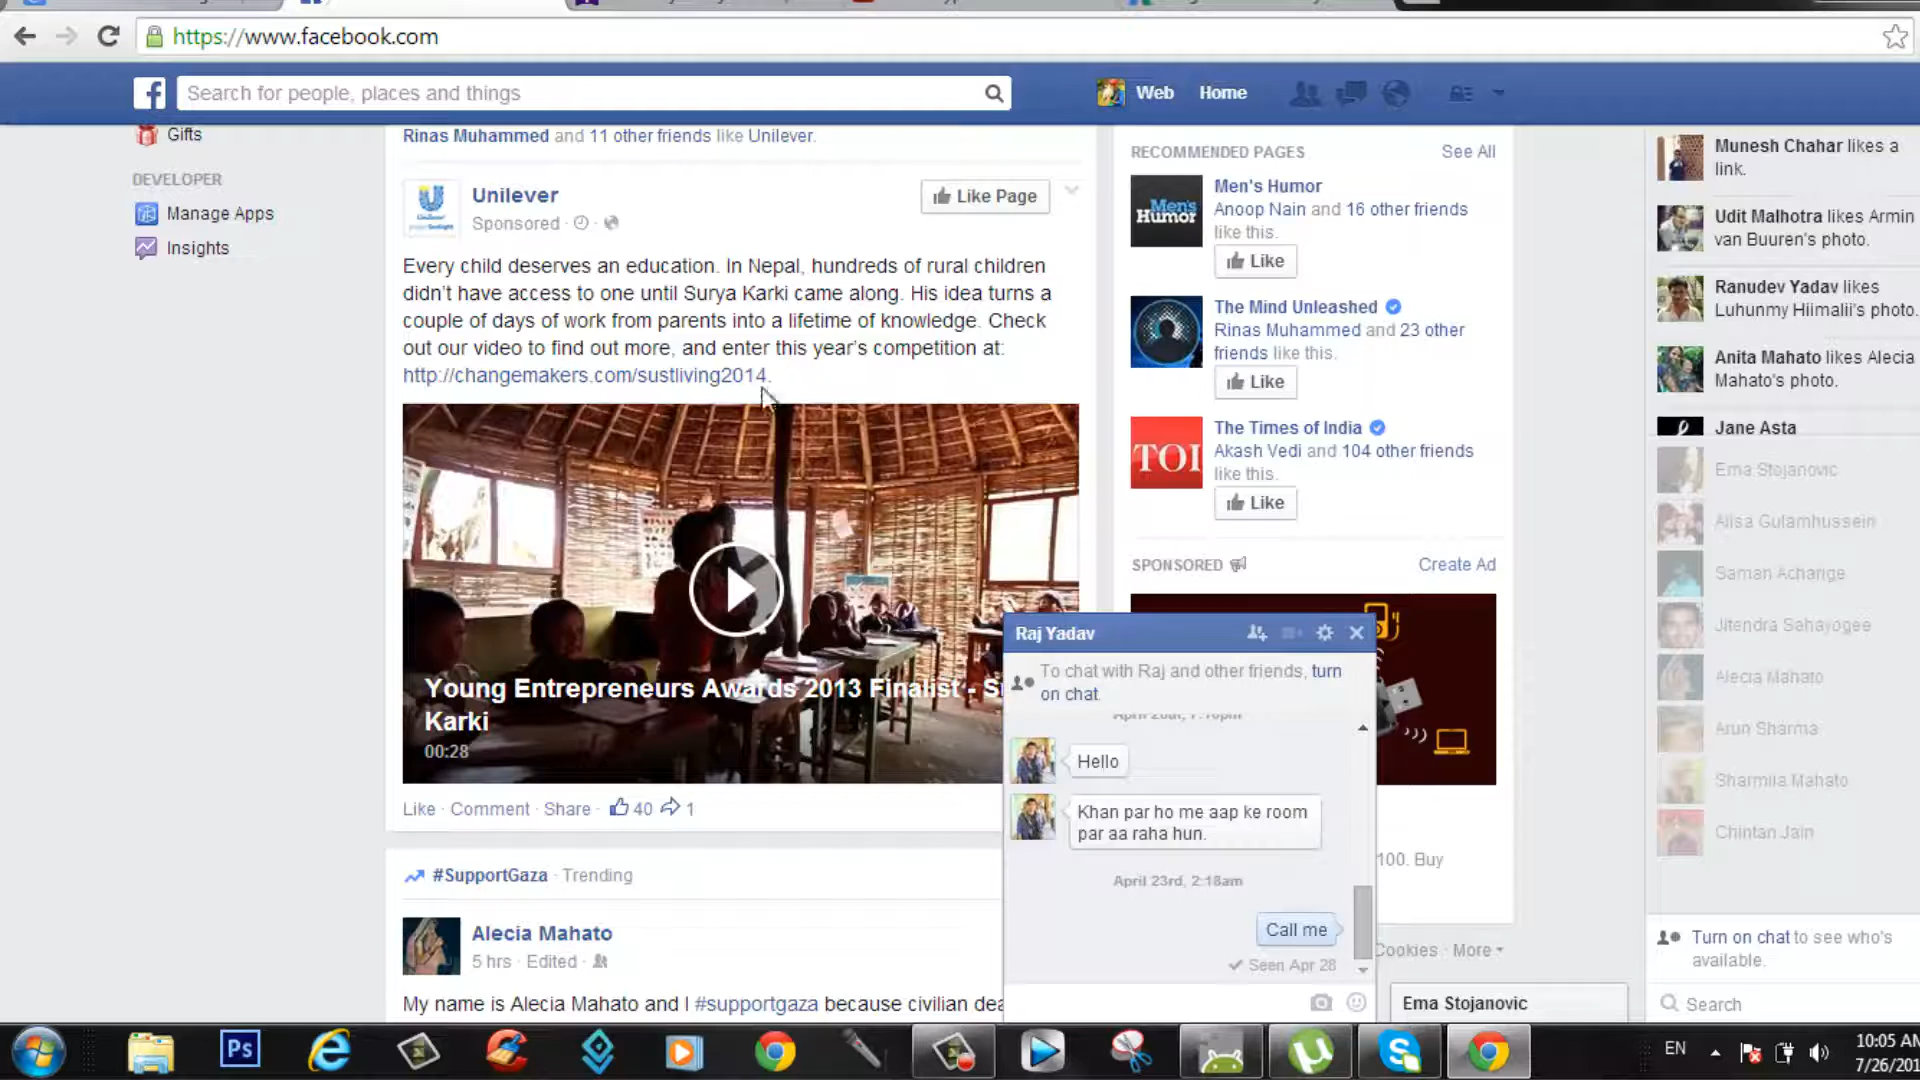 https://www.facebook.com
Search for people, places and things
Web
Home
Gifts
DEVELOPER
Manage Apps
Insights
Rinas Muhammed and 11 other friends like Unilever.
Unilever
Sponsored ·
Like Page
Every child deserves an education. In Nepal, hundreds of rural children
didn't have access to one until Surya Karki came along. His idea turns a
couple of days of work from parents into a lifetime of knowledge. Check
out our video to find out more, and enter this year's competition at:
http://changemakers.com/sustliving2014.
Young Entrepreneurs Awards 2013 Finalist - S
Karki
00:28
Like · Comment · Share · 40 1
#SupportGaza · Trending
Alecia Mahato
5 hrs · Edited ·
My name is Alecia Mahato and I #supportgaza because civilian dea
RECOMMENDED PAGES
See All
Men's Humor
Men's Humor
Anoop Nain and 16 other friends
like this.
Like
The Mind Unleashed
Rinas Muhammed and 23 other
friends like this.
Like
TOI
The Times of India
Akash Vedi and 104 other friends
like this.
Like
SPONSORED
Create Ad
100. Buy
Cookies · More
Raj Yadav
To chat with Raj and other friends, turn
on chat
Hello
Khan par ho me aap ke room
par aa raha hun.
April 23rd, 2:18am
Call me
Seen Apr 28
Ema Stojanovic
Munesh Chahar likes a
link.
Udit Malhotra likes Armin
van Buuren's photo.
Ranudev Yadav likes
Luhunmy Hiimalii's photo.
Anita Mahato likes Alecia
Mahato's photo.
Jane Asta
Ema Stojanovic
Alisa Gulamhussein
Saman Acharige
Jitendra Sahayogee
Alecia Mahato
Arun Sharma
Sharmila Mahato
Chintan Jain
Turn on chat to see who's
available.
Search
Ps
EN
10:05 AM
7/26/201